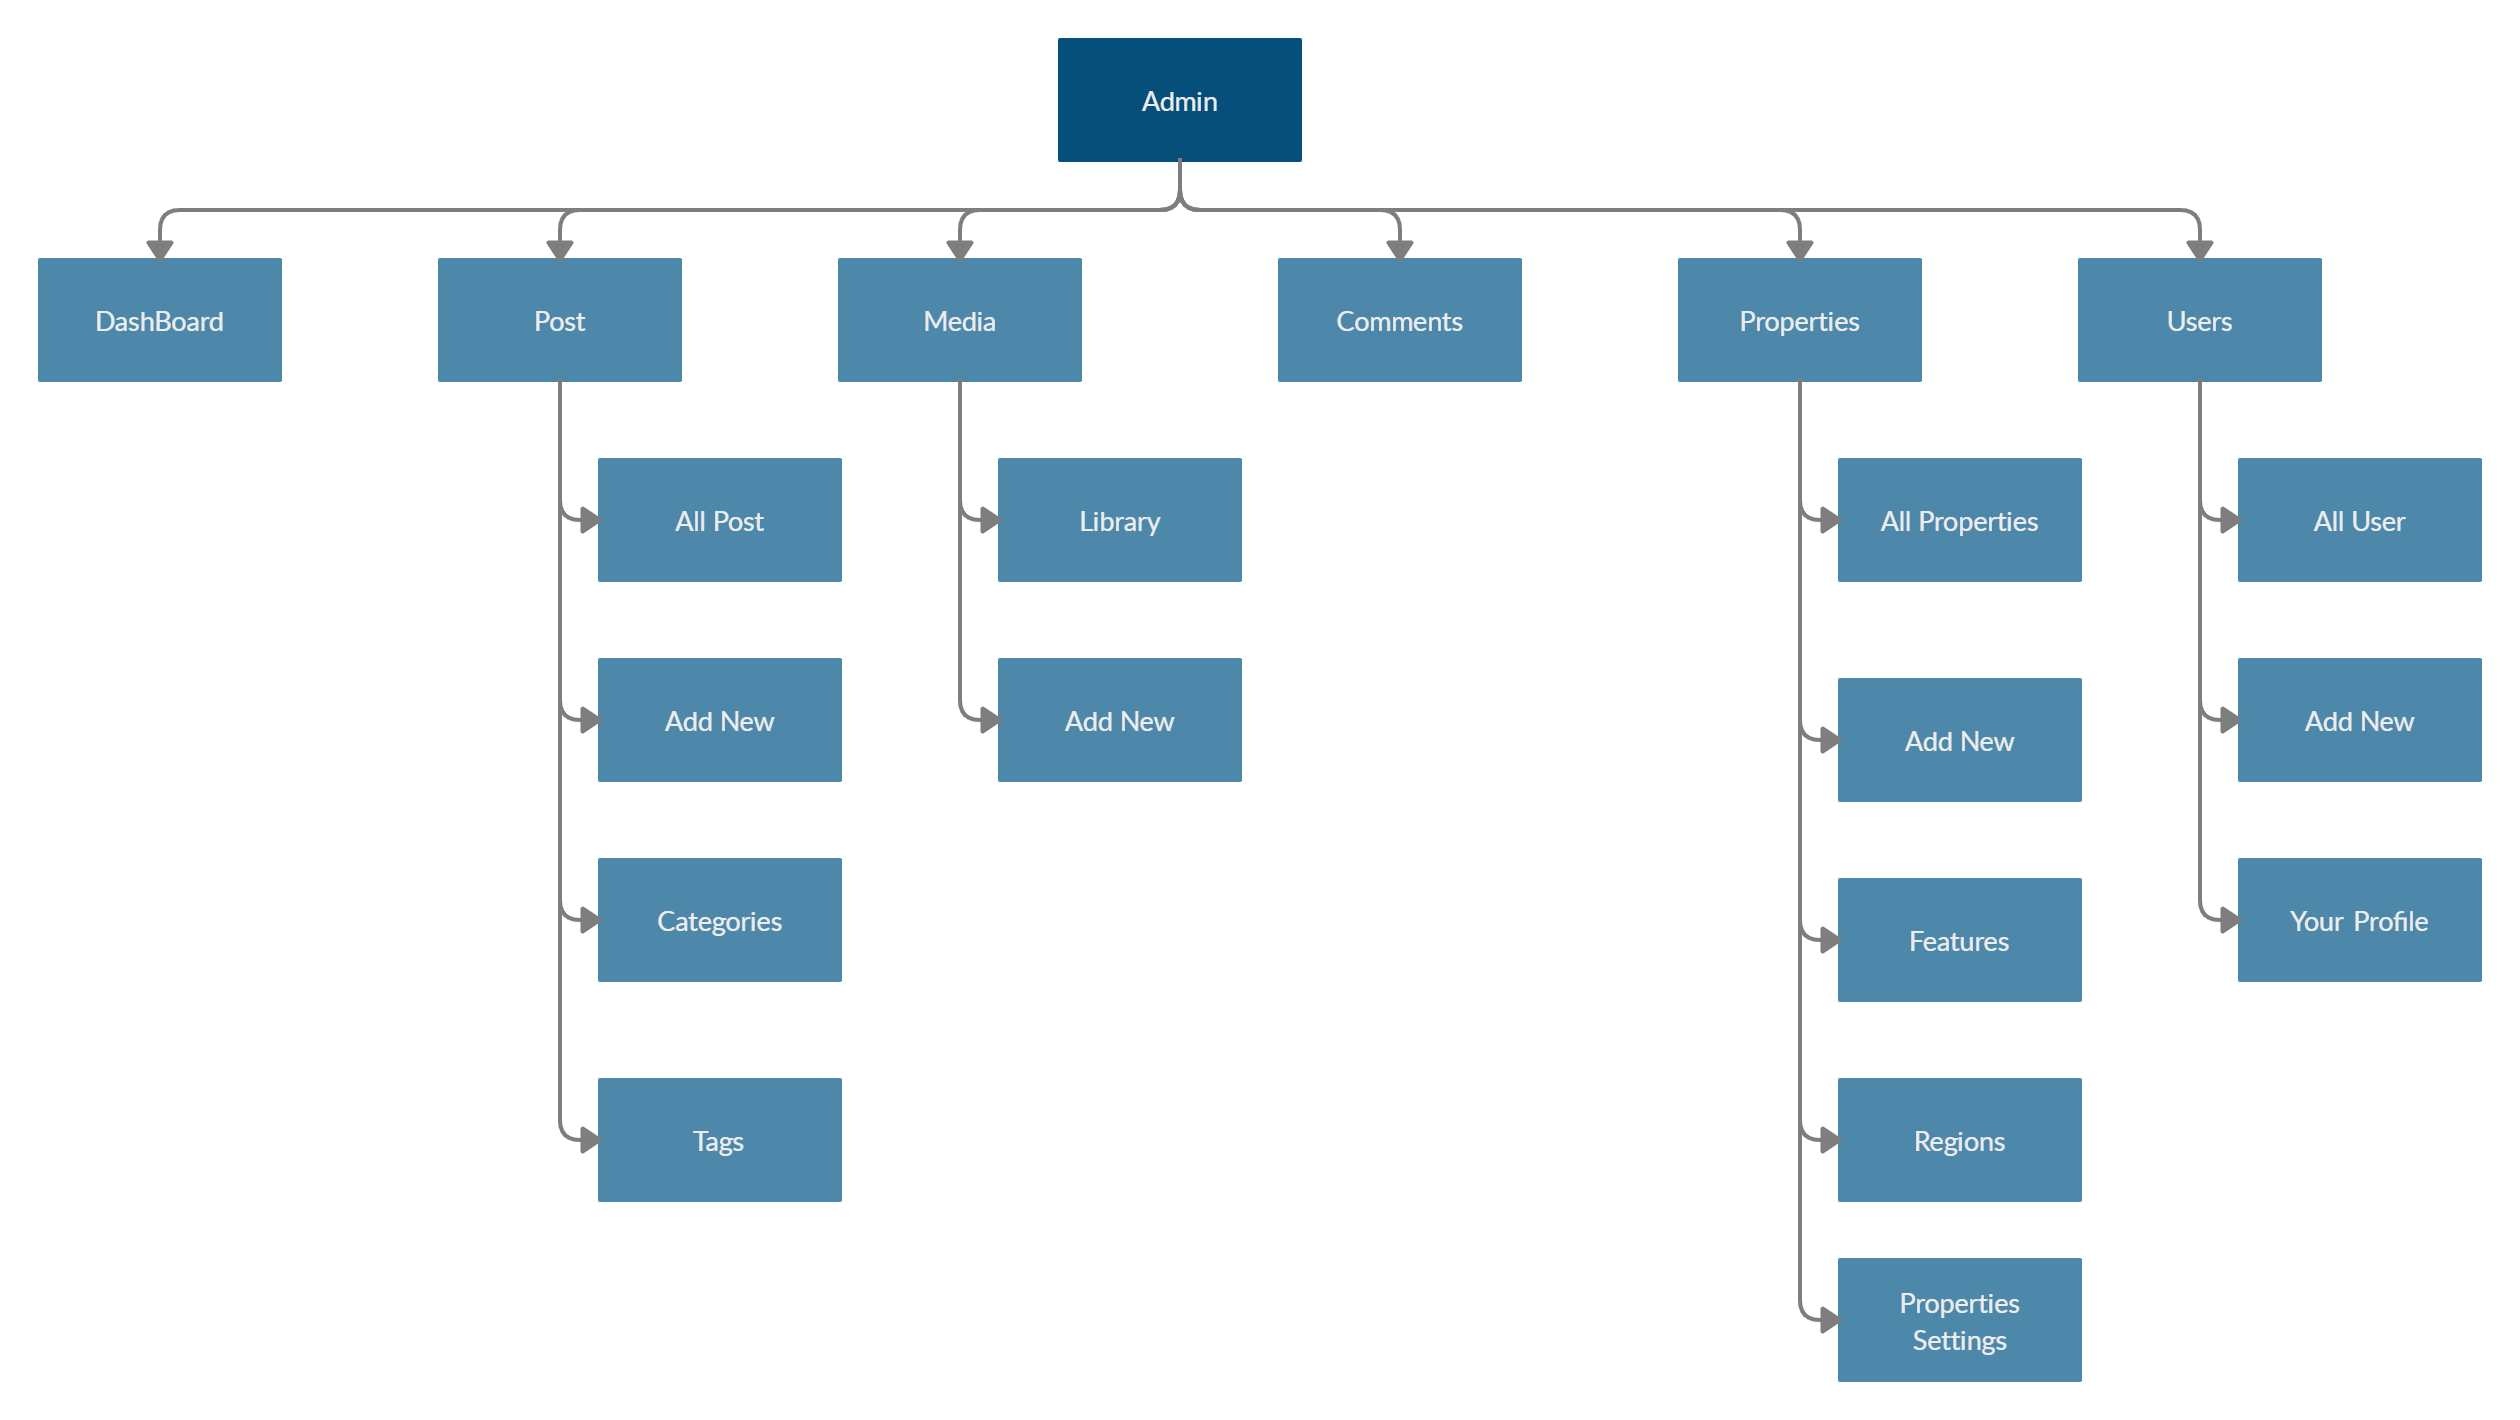 Admin
DashBoard
Post
Media
Comments
Properties
Users
All Post
Add New
Categories
Tags
Library
Add New
All Properties
Add New
Features
Regions
Properties
Settings
All User
Add New
Your Profile